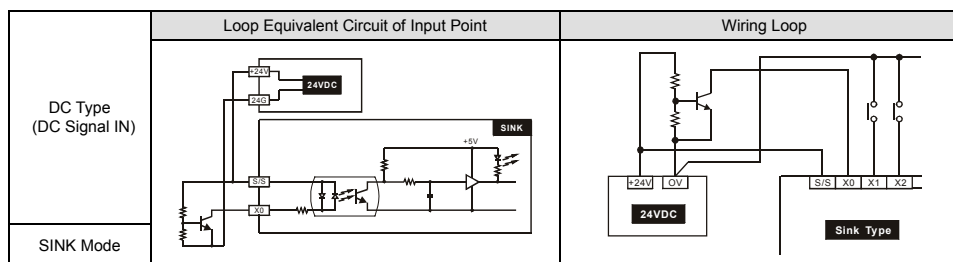 Loop Equivalent Circuit of Input Point
Wiring Loop
DC Type
(DC Signal IN)
SINK Mode
+24V
24VDC
24G
SINK
+5V
S/S
X0
+24V
OV
24VDC
S/S X0 X1 X2
Sink Type